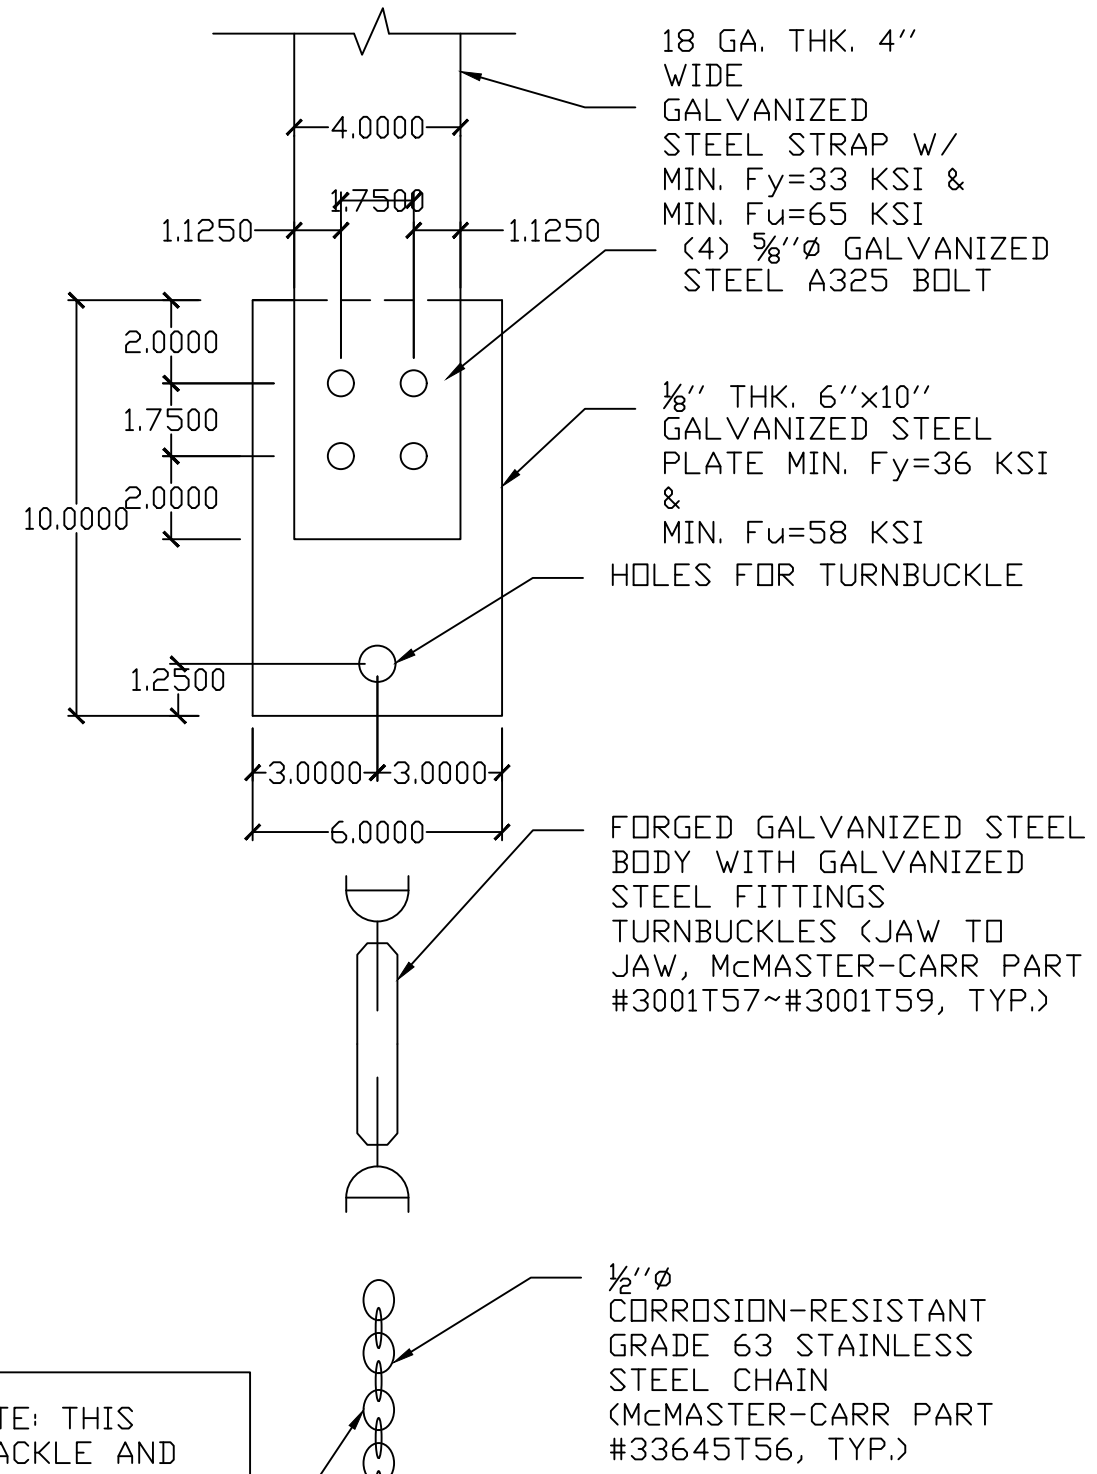 18 GA. THK. 4''
WIDE
GALVANIZED
STEEL STRAP W/
MIN. Fy=33 KSI &
MIN. Fu=65 KSI
4.0000
1.7500
1.1250
1.1250
(4) ⅝''Ø GALVANIZED
STEEL A325 BOLT
2.0000
1.7500
2.0000
10.0000
⅛'' THK. 6''x10''
GALVANIZED STEEL
PLATE MIN. Fy=36 KSI
&
MIN. Fu=58 KSI
HOLES FOR TURNBUCKLE
1.2500
3.0000
3.0000
6.0000
FORGED GALVANIZED STEEL
BODY WITH GALVANIZED
STEEL FITTINGS
TURNBUCKLES (JAW TO
JAW, McMASTER-CARR PART
#3001T57~#3001T59, TYP.)
½''Ø
CORROSION-RESISTANT
GRADE 63 STAINLESS
STEEL CHAIN
(McMASTER-CARR PART
#33645T56, TYP.)
TE: THIS
ACKLE AND